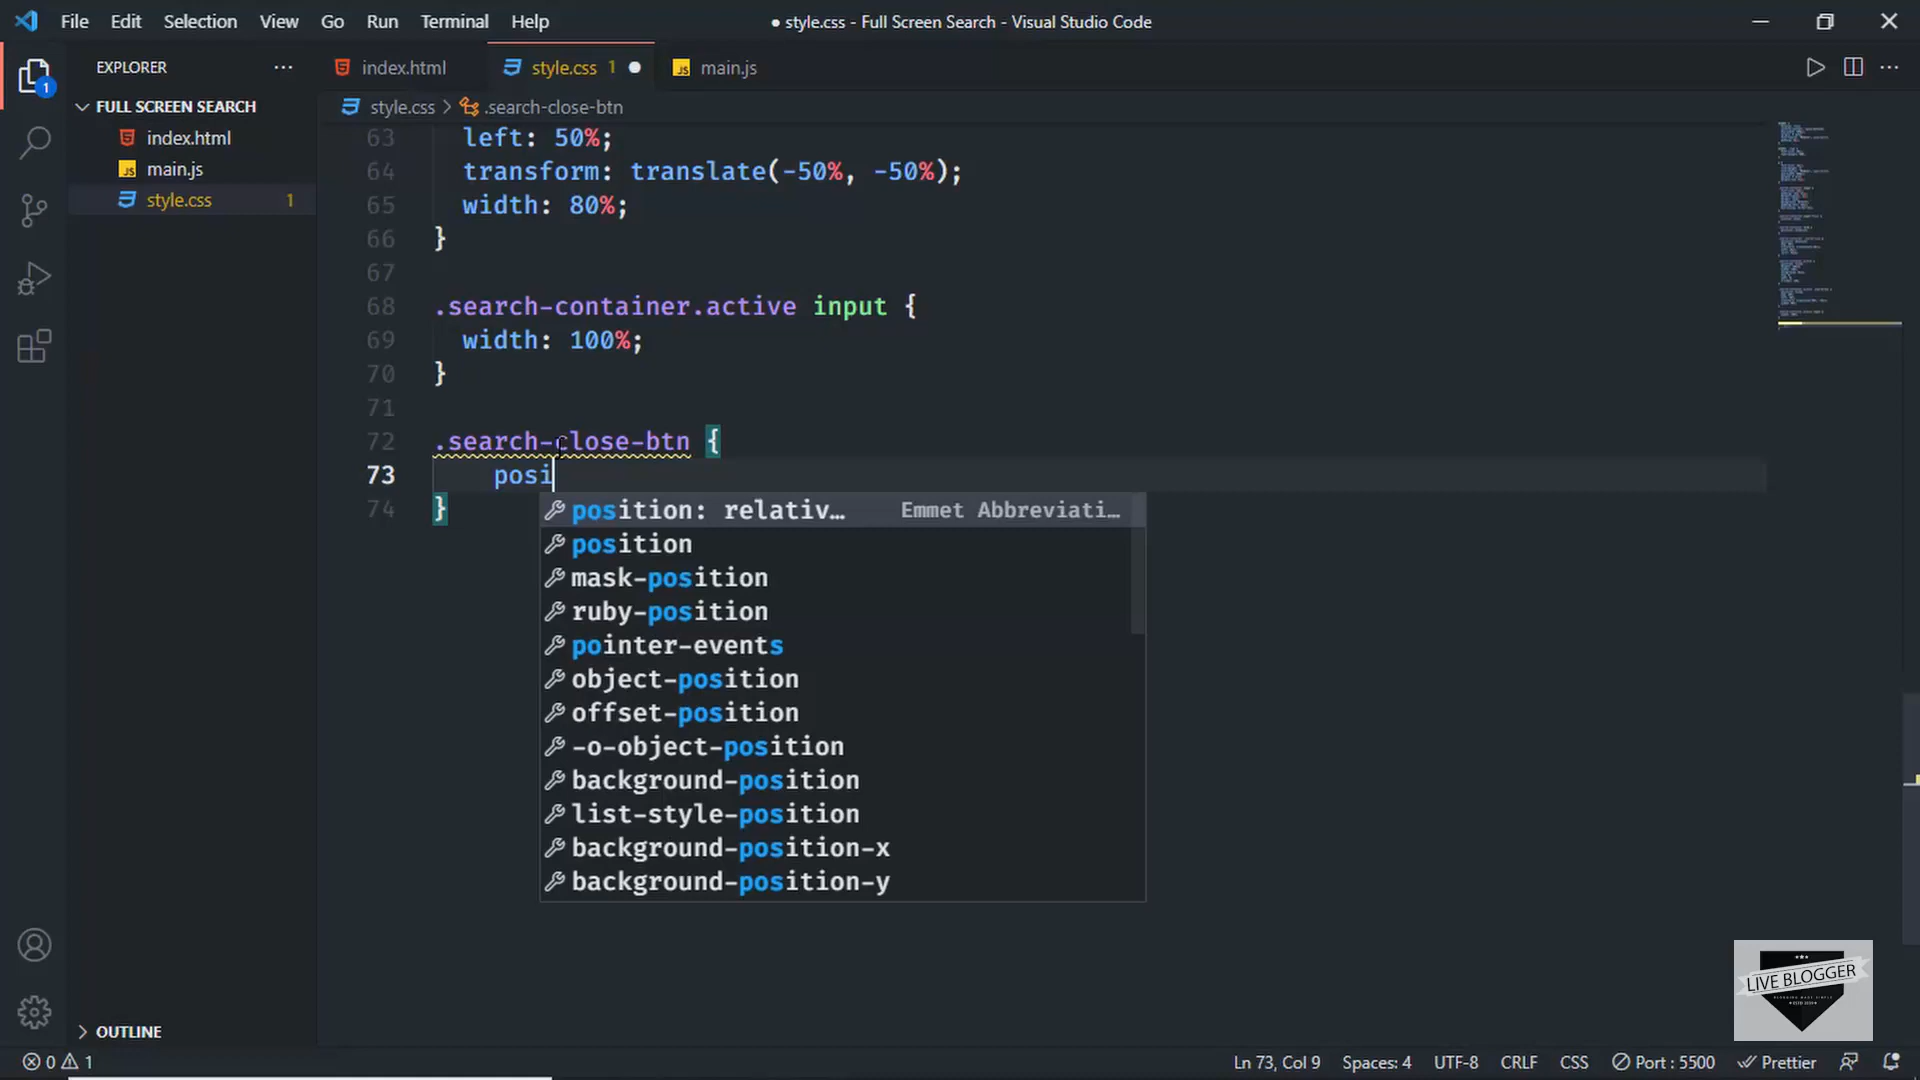 File Edit Selection View Go Run Terminal Help
● style.css - Full Screen Search - Visual Studio Code
EXPLORER
index.html
style.css 1
JS main.js
1
FULL SCREEN SEARCH
style.css > .search-close-btn
index.html
JS main.js
style.css 1
63 left: 50%;
64 transform: translate(-50%, -50%);
65 width: 80%;
66 }
67
68 .search-container.active input {
69 width: 100%;
70 }
71
72 .search-close-btn {
73 posi
74 }
position: relativ… Emmet Abbreviati…
position
mask-position
ruby-position
pointer-events
object-position
offset-position
-o-object-position
background-position
list-style-position
background-position-x
background-position-y
LIVE BLOGGER
OUTLINE
0 1
Ln 73, Col 9 Spaces: 4 UTF-8 CRLF CSS Port : 5500 Prettier